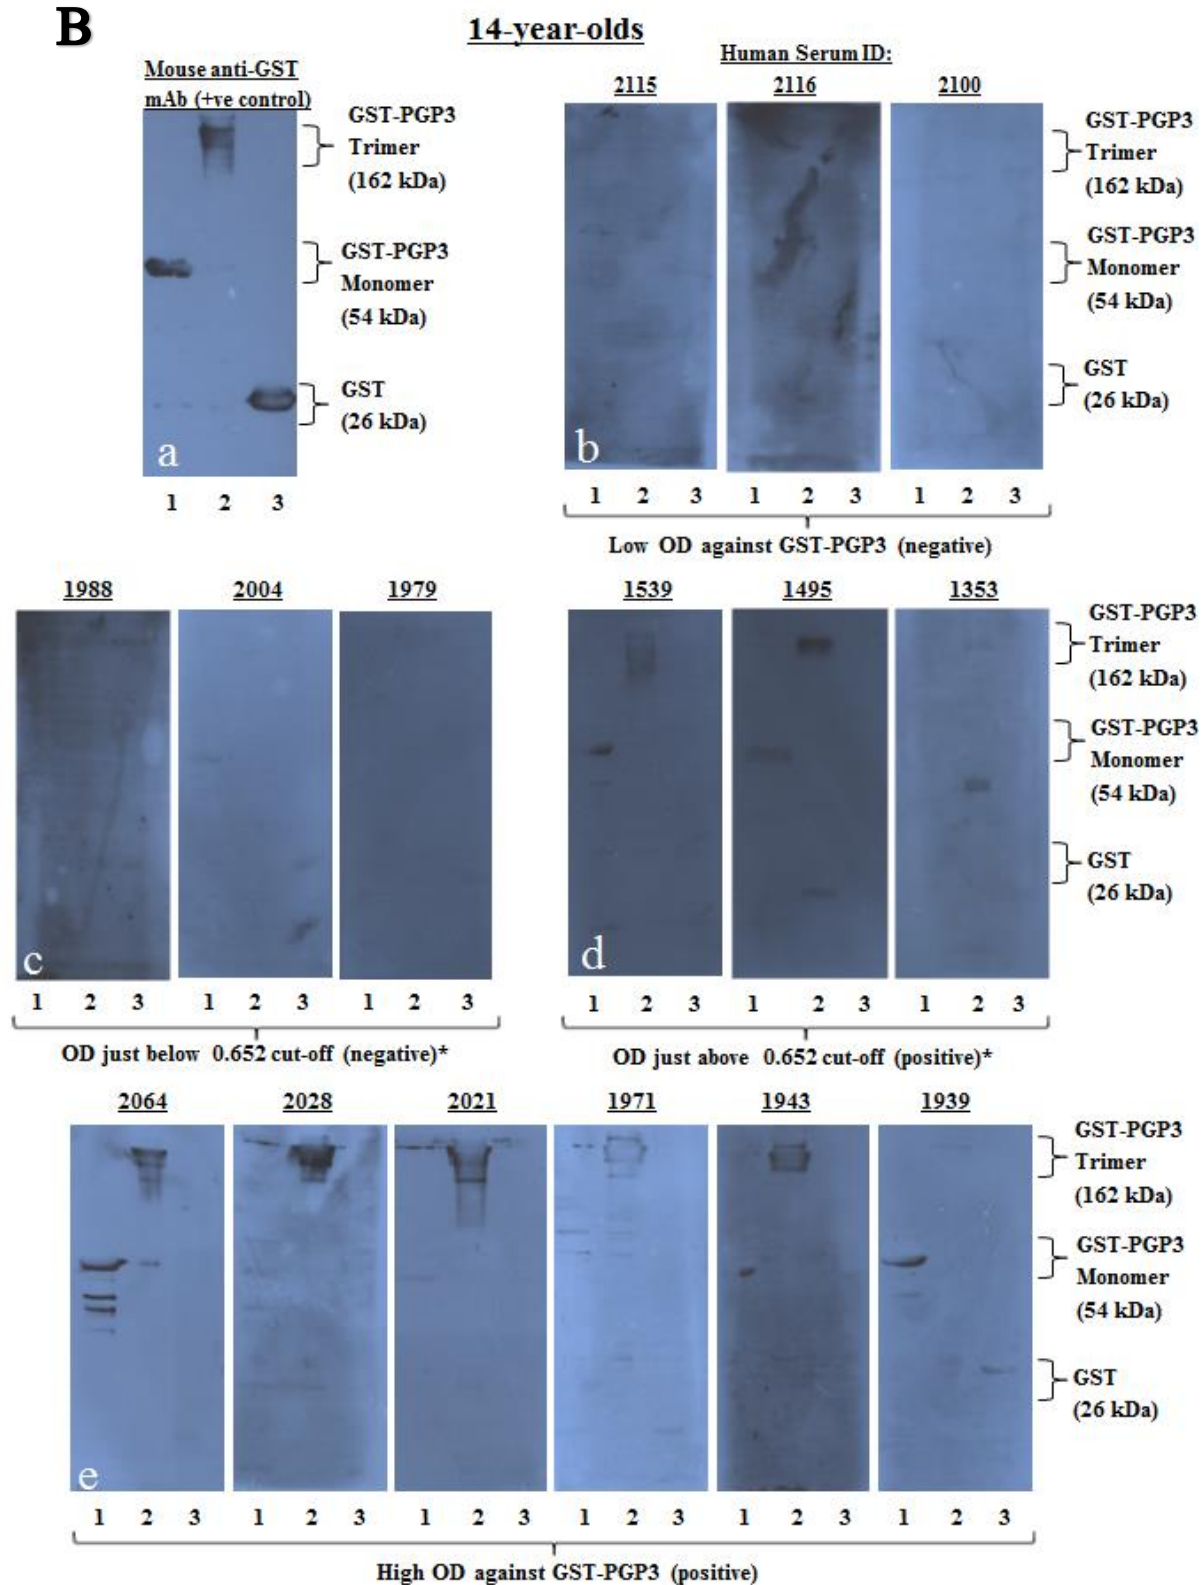 B
14-year-olds
Mouse anti-GST
mAb (+ve control)
GST-PGP3
Trimer
(162 kDa)
GST-PGP3
Monomer
(54 kDa)
GST
(26 kDa)
a
1 2 3
Human Serum ID:
2115 2116 2100
GST-PGP3
Trimer
(162 kDa)
GST-PGP3
Monomer
(54 kDa)
GST
(26 kDa)
b
1 2 3 1 2 3 1 2 3
Low OD against GST-PGP3 (negative)
1988 2004 1979
c
1 2 3 1 2 3 1 2 3
OD just below 0.652 cut-off (negative)*
1539 1495 1353
GST-PGP3
Trimer
(162 kDa)
GST-PGP3
Monomer
(54 kDa)
GST
(26 kDa)
d
1 2 3 1 2 3 1 2 3
OD just above 0.652 cut-off (positive)*
2064 2028 2021 1971 1943 1939
GST-PGP3
Trimer
(162 kDa)
GST-PGP3
Monomer
(54 kDa)
GST
(26 kDa)
e
1 2 3 1 2 3 1 2 3 1 2 3 1 2 3 1 2 3
High OD against GST-PGP3 (positive)